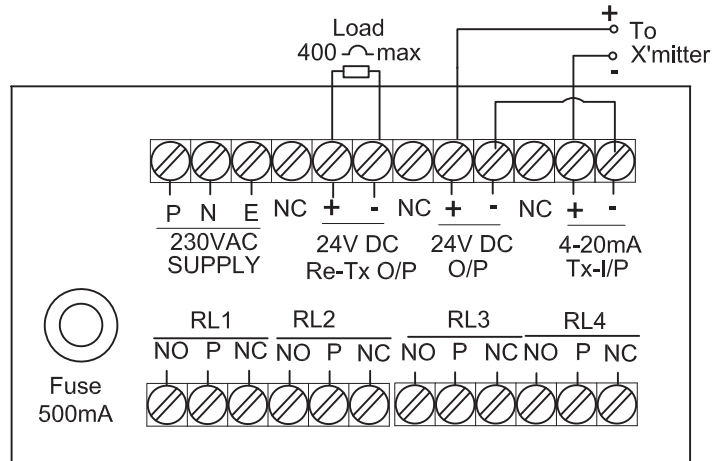 Load
400 max
+ To
X'mitter
-
P N E NC + - NC + - NC + -
230VAC
SUPPLY
24V DC
Re-Tx O/P
24V DC
O/P
4-20mA
Tx-I/P
RL1 RL2 RL3 RL4
NO P NC NO P NC NO P NC NO P NC
Fuse
500mA